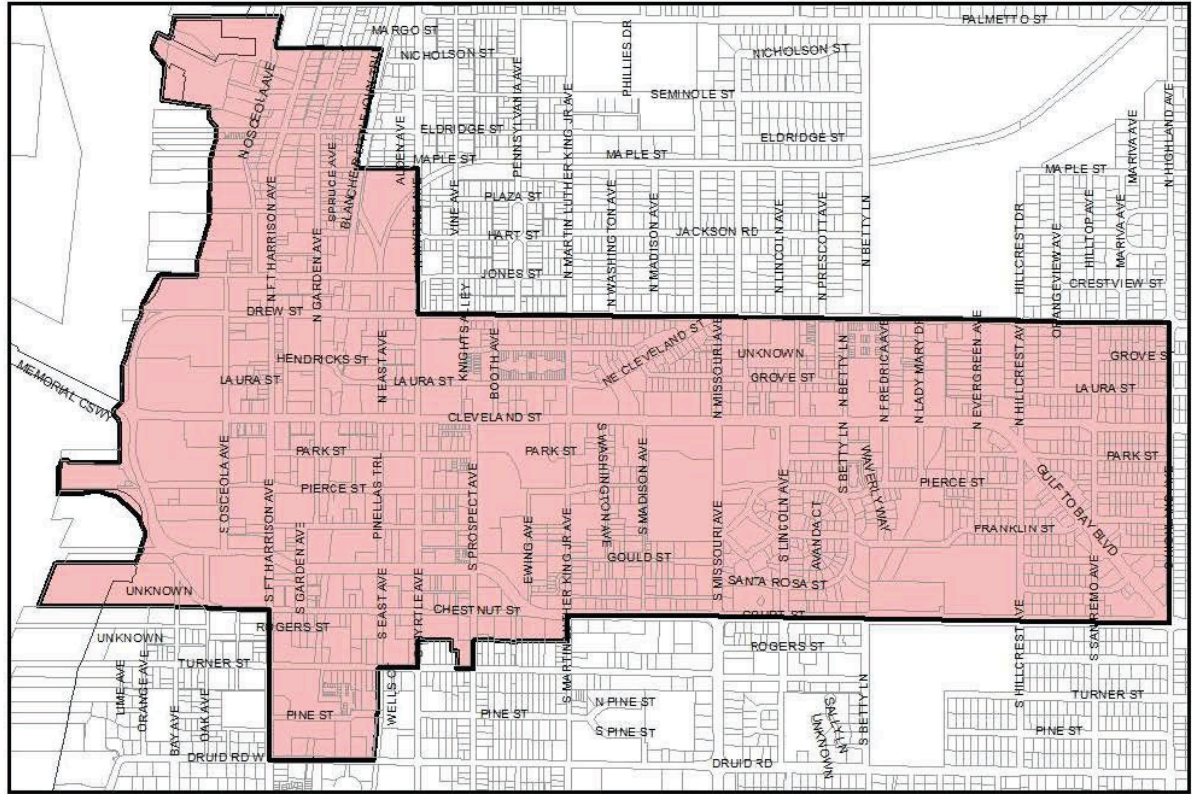 PALMETTO ST
MARGO ST
NICHOLSON ST
NICHOLSON ST
PHILLIES DR
SEMINOLE ST
PENNSYLVANIA AVE
N OSCEOLA AVE
ELDRIDGE ST
ELDRIDGE ST
ALDEN AVE
MAPLE ST
MAPLE ST
MAPLE ST
MARIVA AVE
N HIGHLAND AVE
SPRUCE AVE
VINE AVE
PLAZA ST
HART ST
JONES ST
N MARTIN LUTHER KING JR AVE
N WASHINGTON AVE
N MADISON AVE
JACKSON RD
N LINCOLN AVE
N PRESCOTT AVE
N BETTY LN
HILLCREST DR
ORANGEVIEW AVE
HILLTOP AVE
MARIVA AVE
CRESTVIEW ST
N FT HARRISON AVE
N GARDEN AVE
DREW ST
HENDRICKS ST
LAURA ST
N EAST AVE
LAURA ST
KNIGHTS ALLEY
BOOTH AVE
NE CLEVELAND ST
N MISSOURI AVE
UNKNOWN
GROVE ST
N BETTY LN
N FREDRICA AVE
N LADY MARY DR
N EVERGREEN AVE
N HILLCREST AVE
GROVE ST
LAURA ST
MEMORIAL CSWY
CLEVELAND ST
PARK ST
PARK ST
PARK ST
PIERCE ST
PIERCE ST
S OSCEOLA AVE
S FT HARRISON AVE
S GARDEN AVE
PINELLAS TRL
S PROSPECT AVE
EWING AVE
S WASHINGTON AVE
S MADISON AVE
S MISSOURI AVE
S LINCOLN AVE
AVANDA CT
S BETTY LN
WAVERLY WAY
GULF TO BAY BLVD
FRANKLIN ST
GOULD ST
SANTA ROSA ST
COURT ST
UNKNOWN
CHESTNUT ST
S EAST AVE
S MYRTLE AVE
S MARTIN LUTHER KING JR AVE
ROGERS ST
ROGERS ST
UNKNOWN
TURNER ST
TURNER ST
LIME AVE
ORANGE AVE
BAY AVE
OAK AVE
PINE ST
PINE ST
N PINE ST
S PINE ST
PINE ST
S BETTY LN
UNKNOWN
S HILLCREST AVE
S SAN REMO AVE
DRUID RD W
DRUID RD